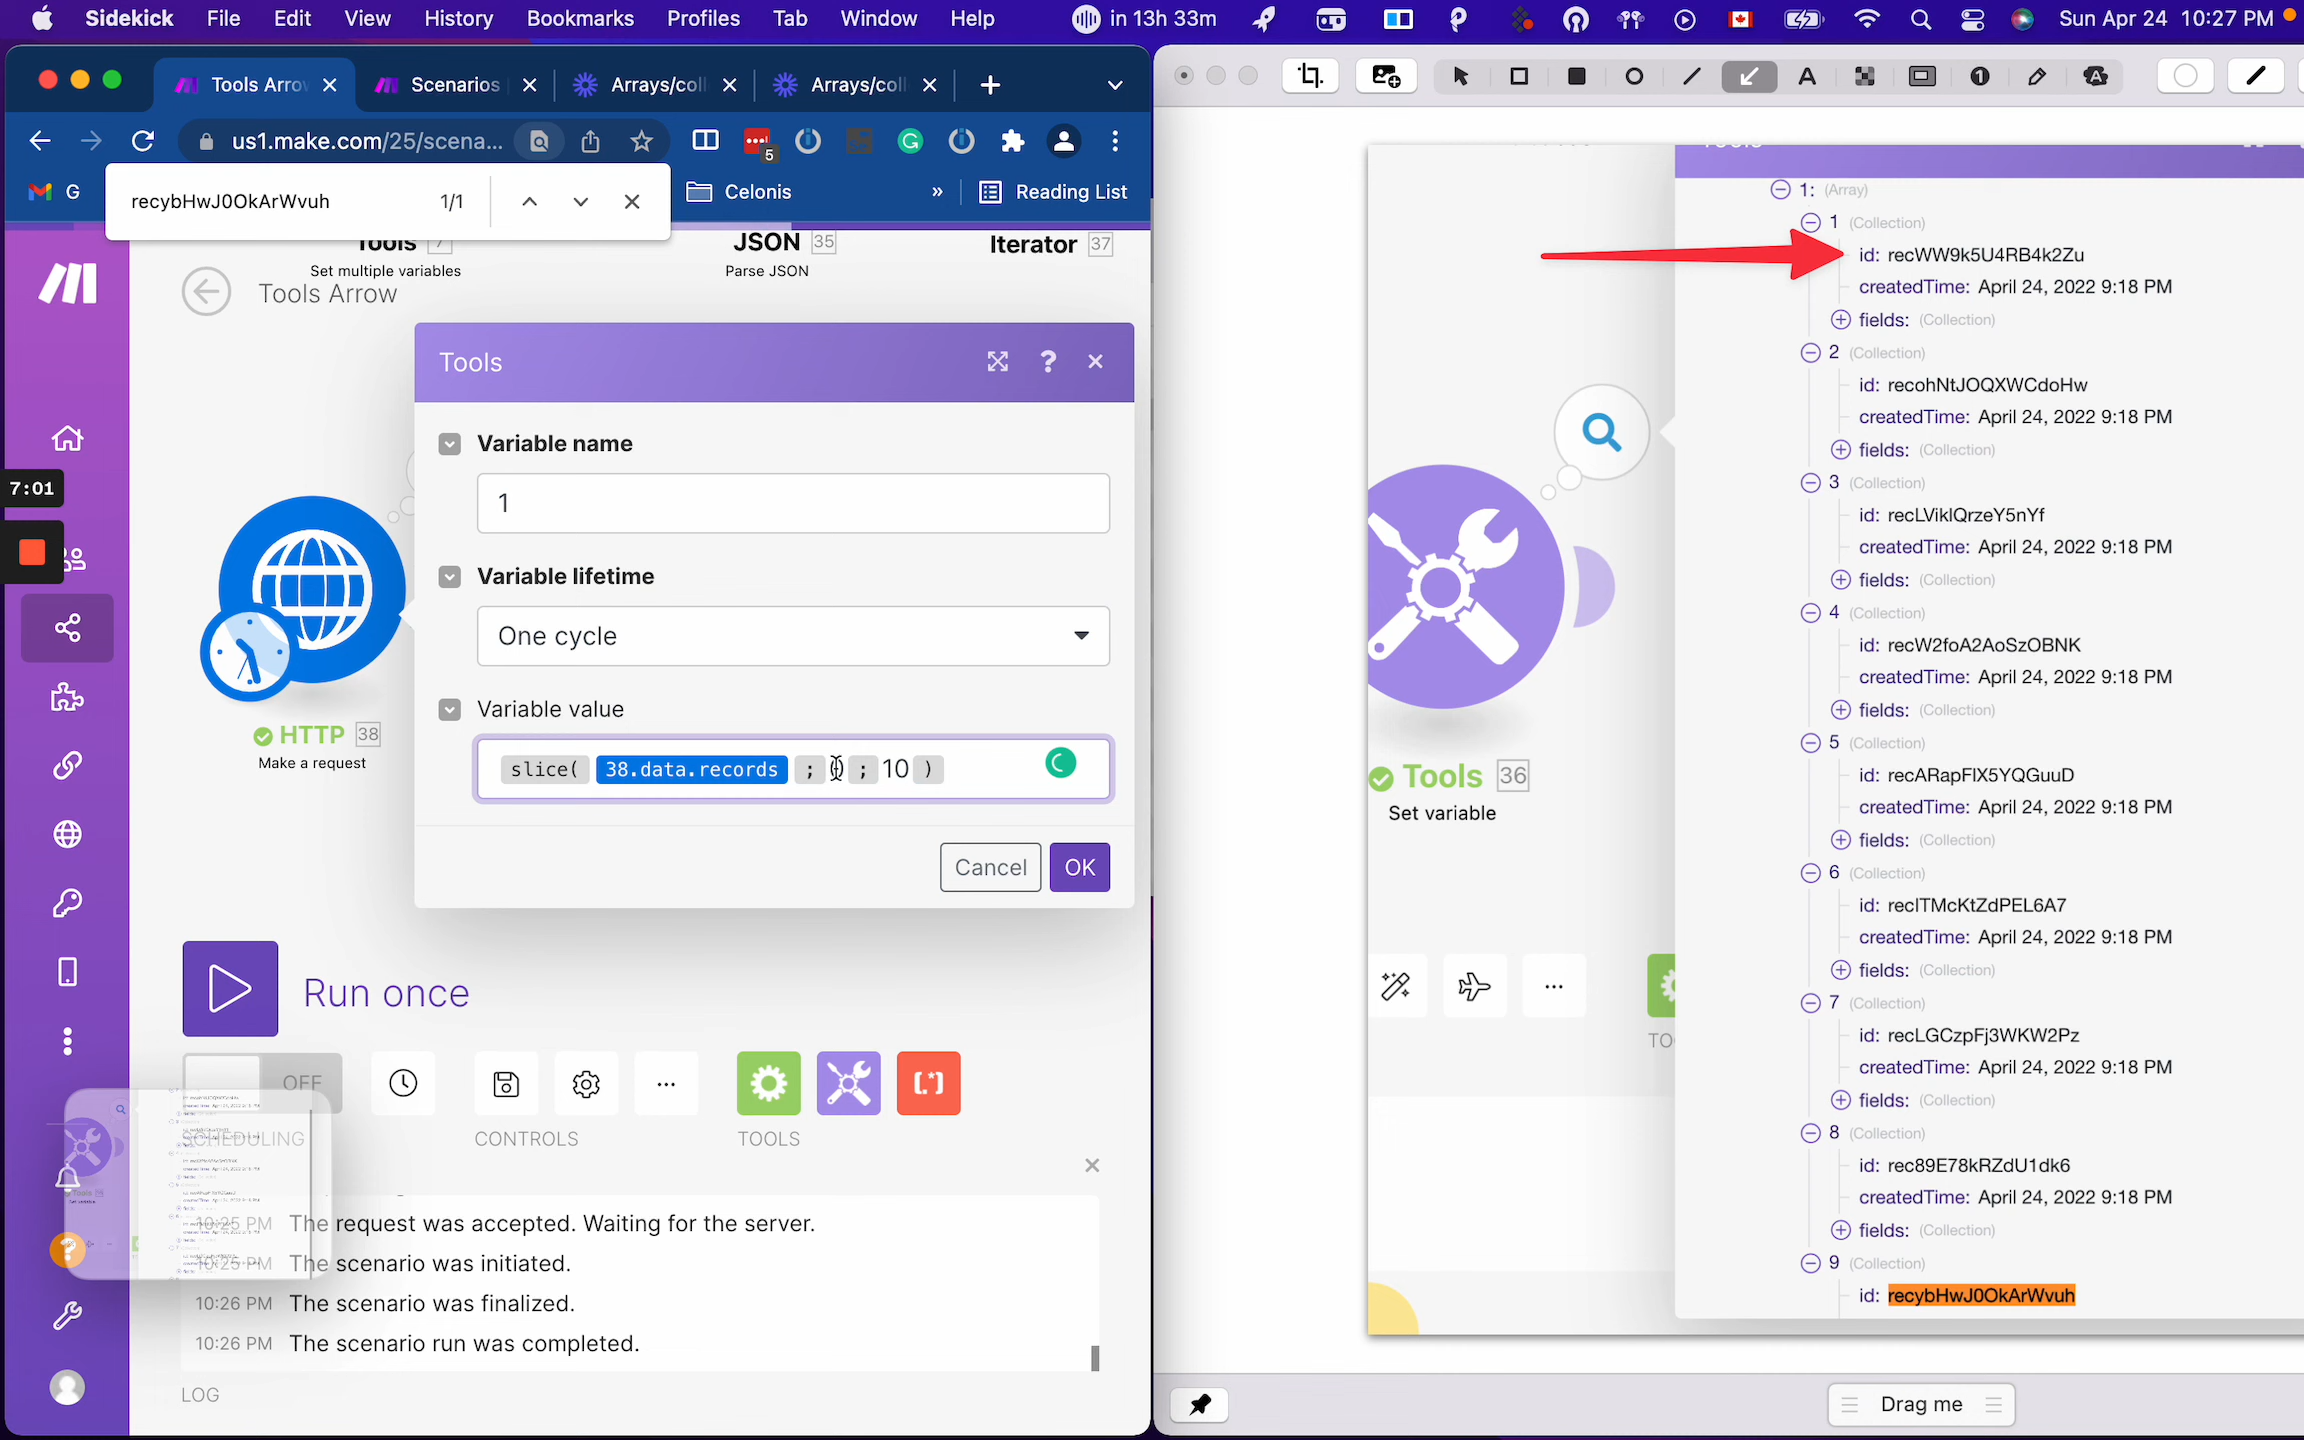 Sidekick File Edit View History Bookmarks Profiles Tab Window Help in 13h 33m Sun Apr 24 10:27 PM
Tools Arrow Scenarios Arrays/coll Arrays/coll
us1.make.com/25/scena...
5
G
recybHwJ0OkArWvuh 1/1
Celonis » Reading List
Tools 7
Set multiple variables
JSON 35
Parse JSON
Iterator 37
Tools Arrow
Tools
Variable name
1
Variable lifetime
One cycle
Variable value
slice( 38.data.records ; 0 ; 10 )
Cancel OK
7:01
HTTP 38
Make a request
Run once
OFF
SCHEDULING
CONTROLS
TOOLS
10:25 PM The request was accepted. Waiting for the server.
10:25 PM The scenario was initiated.
10:26 PM The scenario was finalized.
10:26 PM The scenario run was completed.
LOG
Tools 36
Set variable
1: (Array)
1 (Collection)
id: recWW9k5U4RB4k2Zu
createdTime: April 24, 2022 9:18 PM
fields: (Collection)
2 (Collection)
id: recohNtJOQXWCdoHw
createdTime: April 24, 2022 9:18 PM
fields: (Collection)
3 (Collection)
id: recLViklQrzeY5nYf
createdTime: April 24, 2022 9:18 PM
fields: (Collection)
4 (Collection)
id: recW2foA2AoSzOBNK
createdTime: April 24, 2022 9:18 PM
fields: (Collection)
5 (Collection)
id: recARapFlX5YQGuuD
createdTime: April 24, 2022 9:18 PM
fields: (Collection)
6 (Collection)
id: reclTMcKtZdPEL6A7
createdTime: April 24, 2022 9:18 PM
fields: (Collection)
7 (Collection)
id: recLGCzpFj3WKW2Pz
createdTime: April 24, 2022 9:18 PM
fields: (Collection)
8 (Collection)
id: rec89E78kRZdU1dk6
createdTime: April 24, 2022 9:18 PM
fields: (Collection)
9 (Collection)
id: recybHwJ0OkArWvuh
Drag me